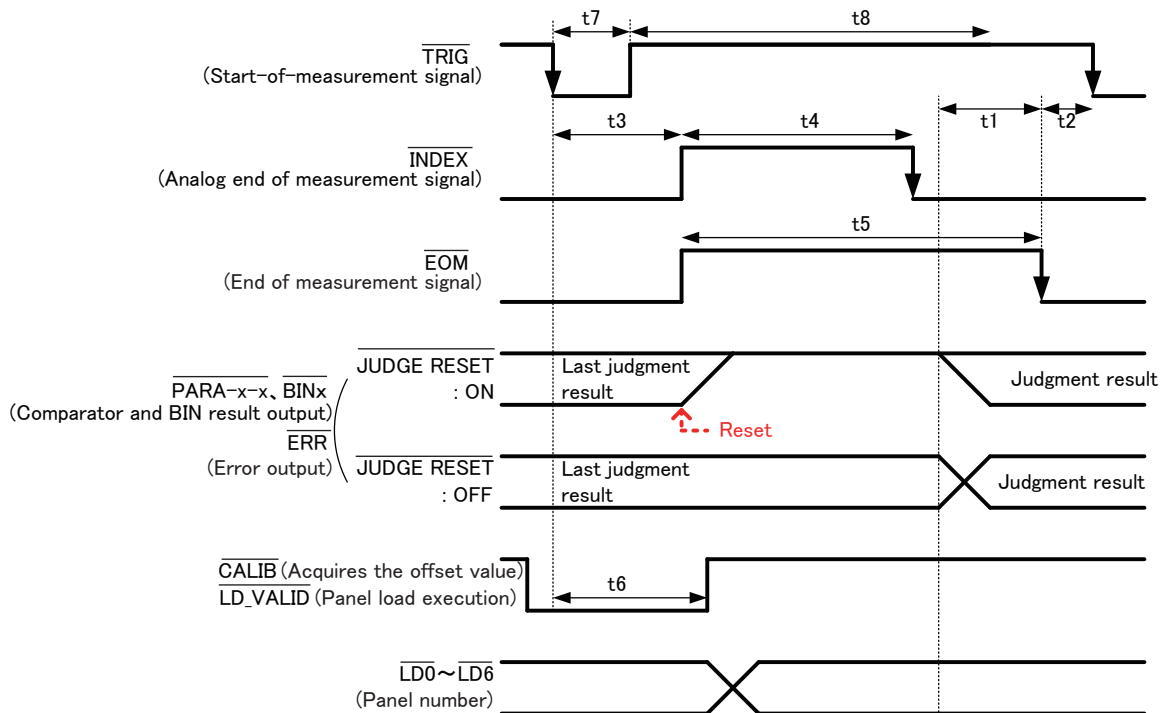 t7
t8
TRIG
(Start-of-measurement signal)
t1
t2
t3
t4
INDEX
(Analog end of measurement signal)
t5
EOM
(End of measurement signal)
PARA-x-x、BINx
(Comparator and BIN result output)
ERR
(Error output)
JUDGE RESET
: ON
Last judgment
result
Judgment result
Reset
JUDGE RESET
: OFF
Last judgment
result
Judgment result
CALIB (Acquires the offset value)
LD_VALID (Panel load execution)
t6
LD0～LD6
(Panel number)